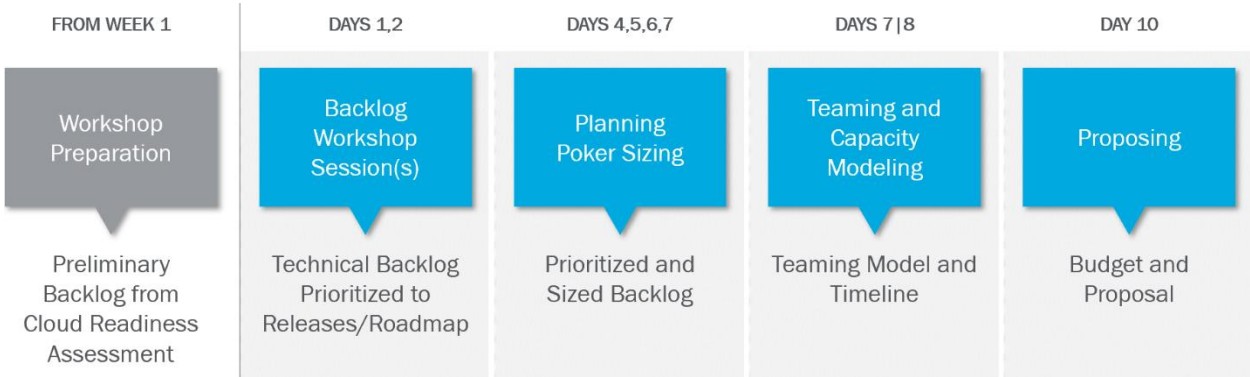 FROM WEEK 1
Workshop
Preparation
Preliminary
Backlog from
Cloud Readiness
Assessment
DAYS 1,2
Backlog
Workshop
Session(s)
Technical Backlog
Prioritized to
Releases/Roadmap
DAYS 4,5,6,7
Planning
Poker Sizing
Prioritized and
Sized Backlog
DAYS 7|8
Teaming and
Capacity
Modeling
Teaming Model and
Timeline
DAY 10
Proposing
Budget and
Proposal